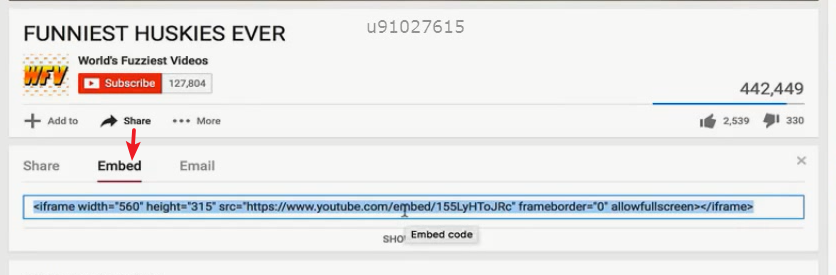 FUNNIEST HUSKIES EVER
u91027615
WFV
World's Fuzziest Videos
Subscribe 127,804
442,449
Add to Share ••• More 2,539 330
Share Embed Email ×
<iframe width="560" height="315" src="https://www.youtube.com/embed/155LyHToJRc" frameborder="0" allowfullscreen></iframe>
SHO
Embed code